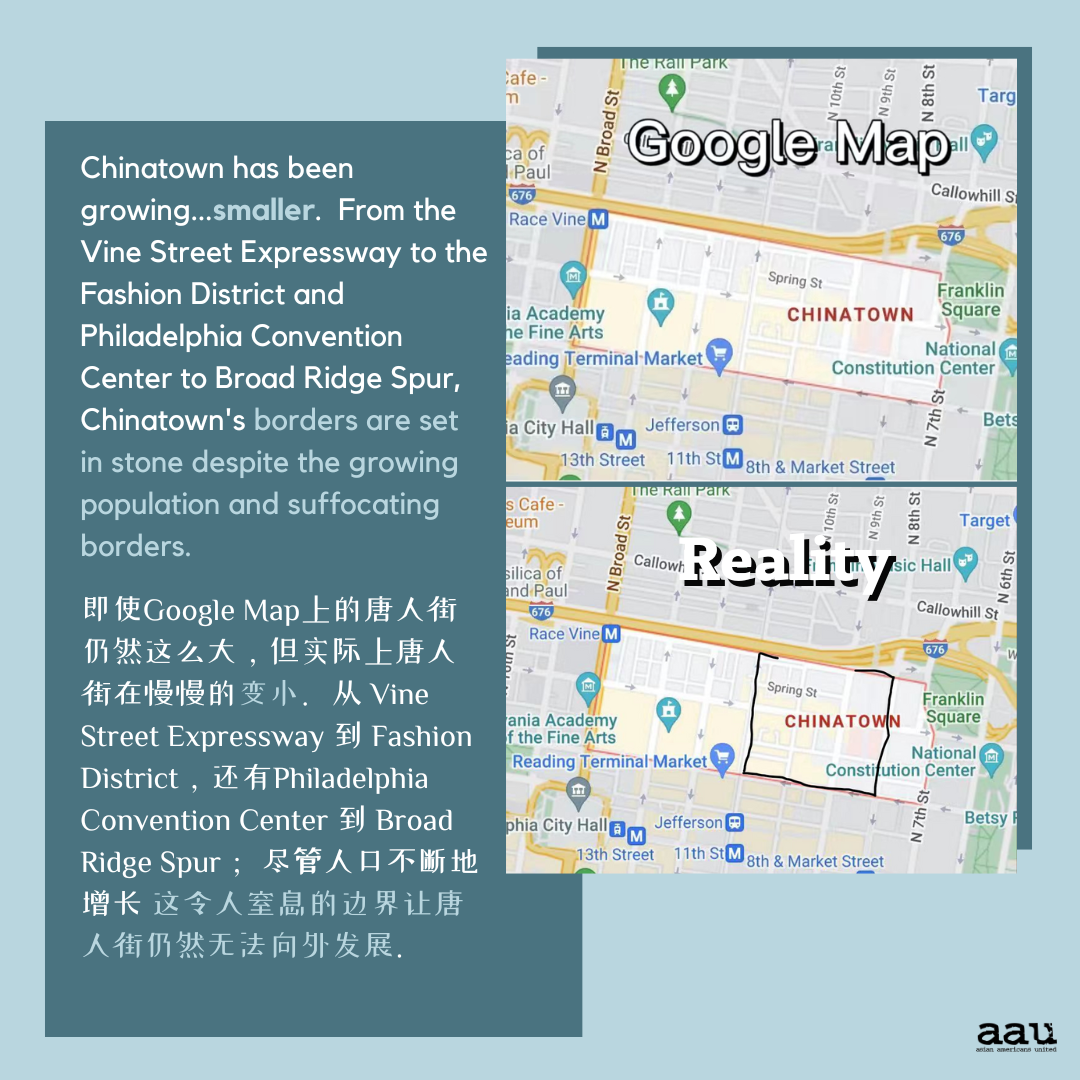 Chinatown has been
growing...smaller. From the
Vine Street Expressway to the
Fashion District and
Philadelphia Convention
Center to Broad Ridge Spur,
Chinatown's borders are set
in stone despite the growing
population and suffocating
borders.
即使Google Map上的唐人街
仍然这么大，但实际上唐人
街在慢慢的变小．从 Vine
Street Expressway 到 Fashion
District，还有Philadelphia
Convention Center 到 Broad
Ridge Spur； 尽管人口不断地
增长 这令人窒息的边界让唐
人街仍然无法向外发展．
The Rail Park
Cafe -
m
N Broad St
N 10th St
N 9th St
N 8th St
Targ
Google Map
all
ca of
Paul
676
Callowhill S
Race Vine M
676
Spring St
Franklin
Square
CHINATOWN
ia Academy
ne Fine Arts
National
Constitution Center
eading Terminal Market
N 7th St
Bets
ia City Hall
M
Jefferson
13th Street
11th St M
8th & Market Street
The Rail Park
s Cafe -
eum
N Broad St
N 10th St
N 9th St
N 8th St
Target
Reality
Callowh
sic Hall
silica of
and Paul
N 6th St
676
Callowhill St
Race Vine M
676
W
Spring St
Franklin
Square
CHINATOWN
vania Academy
of the Fine Arts
National
Constitution Center
Reading Terminal Market
N 7th St
Betsy F
phia City Hall
M
Jefferson
13th Street
11th St M
8th & Market Street
aau
asian americans united